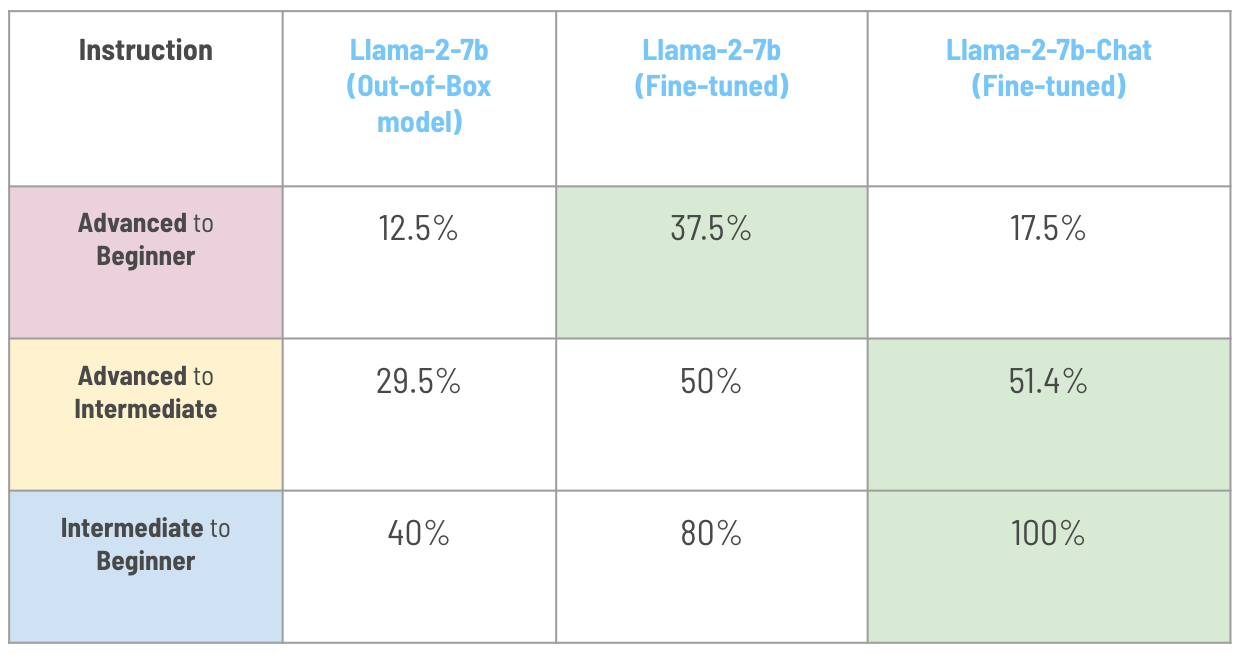 Instruction
Llama-2-7b
(Out-of-Box
model)
Llama-2-7b
(Fine-tuned)
Llama-2-7b-Chat
(Fine-tuned)
Advanced to
Beginner
12.5%
37.5%
17.5%
Advanced to
Intermediate
29.5%
50%
51.4%
Intermediate to
Beginner
40%
80%
100%